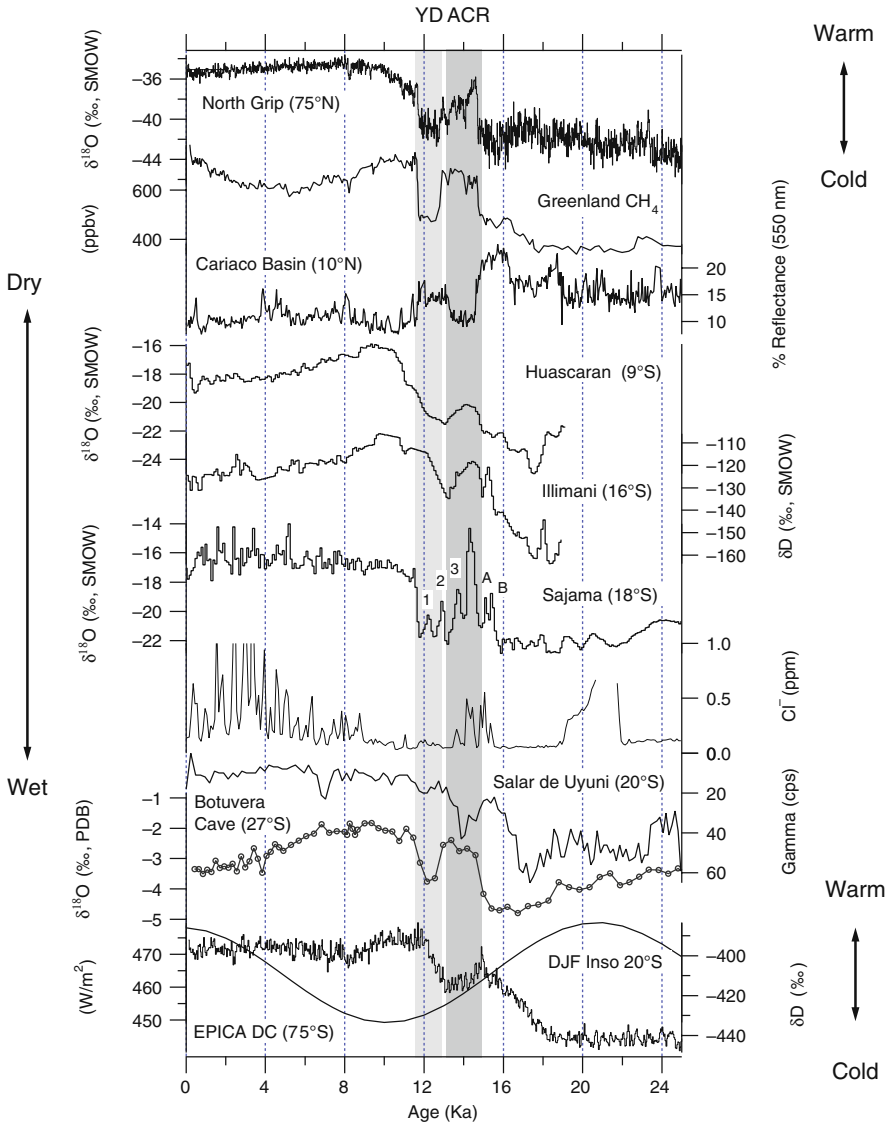 YD ACR
Warm
Cold
δ18O (‰, SMOW)
−36
−40
−44
North Grip (75°N)
(ppbv)
600
400
Greenland CH4
Cariaco Basin (10°N)
% Reflectance (550 nm)
20
15
10
Dry
Wet
δ18O (‰, SMOW)
−16
−18
−20
−22
−24
Huascaran (9°S)
δD (‰, SMOW)
−110
−120
−130
−140
−150
−160
Illimani (16°S)
δ18O (‰, SMOW)
−14
−16
−18
−20
−22
1
2
3
A
B
Sajama (18°S)
Cl− (ppm)
1.0
0.5
0.0
Salar de Uyuni (20°S)
Gamma (cps)
20
40
60
δ18O (‰, PDB)
−1
−2
−3
−4
−5
Botuvera
Cave (27°S)
Warm
Cold
(W/m2)
470
460
450
DJF Inso 20°S
δD (‰)
−400
−420
−440
EPICA DC (75°S)
0 4 8 12 16 20 24
Age (Ka)